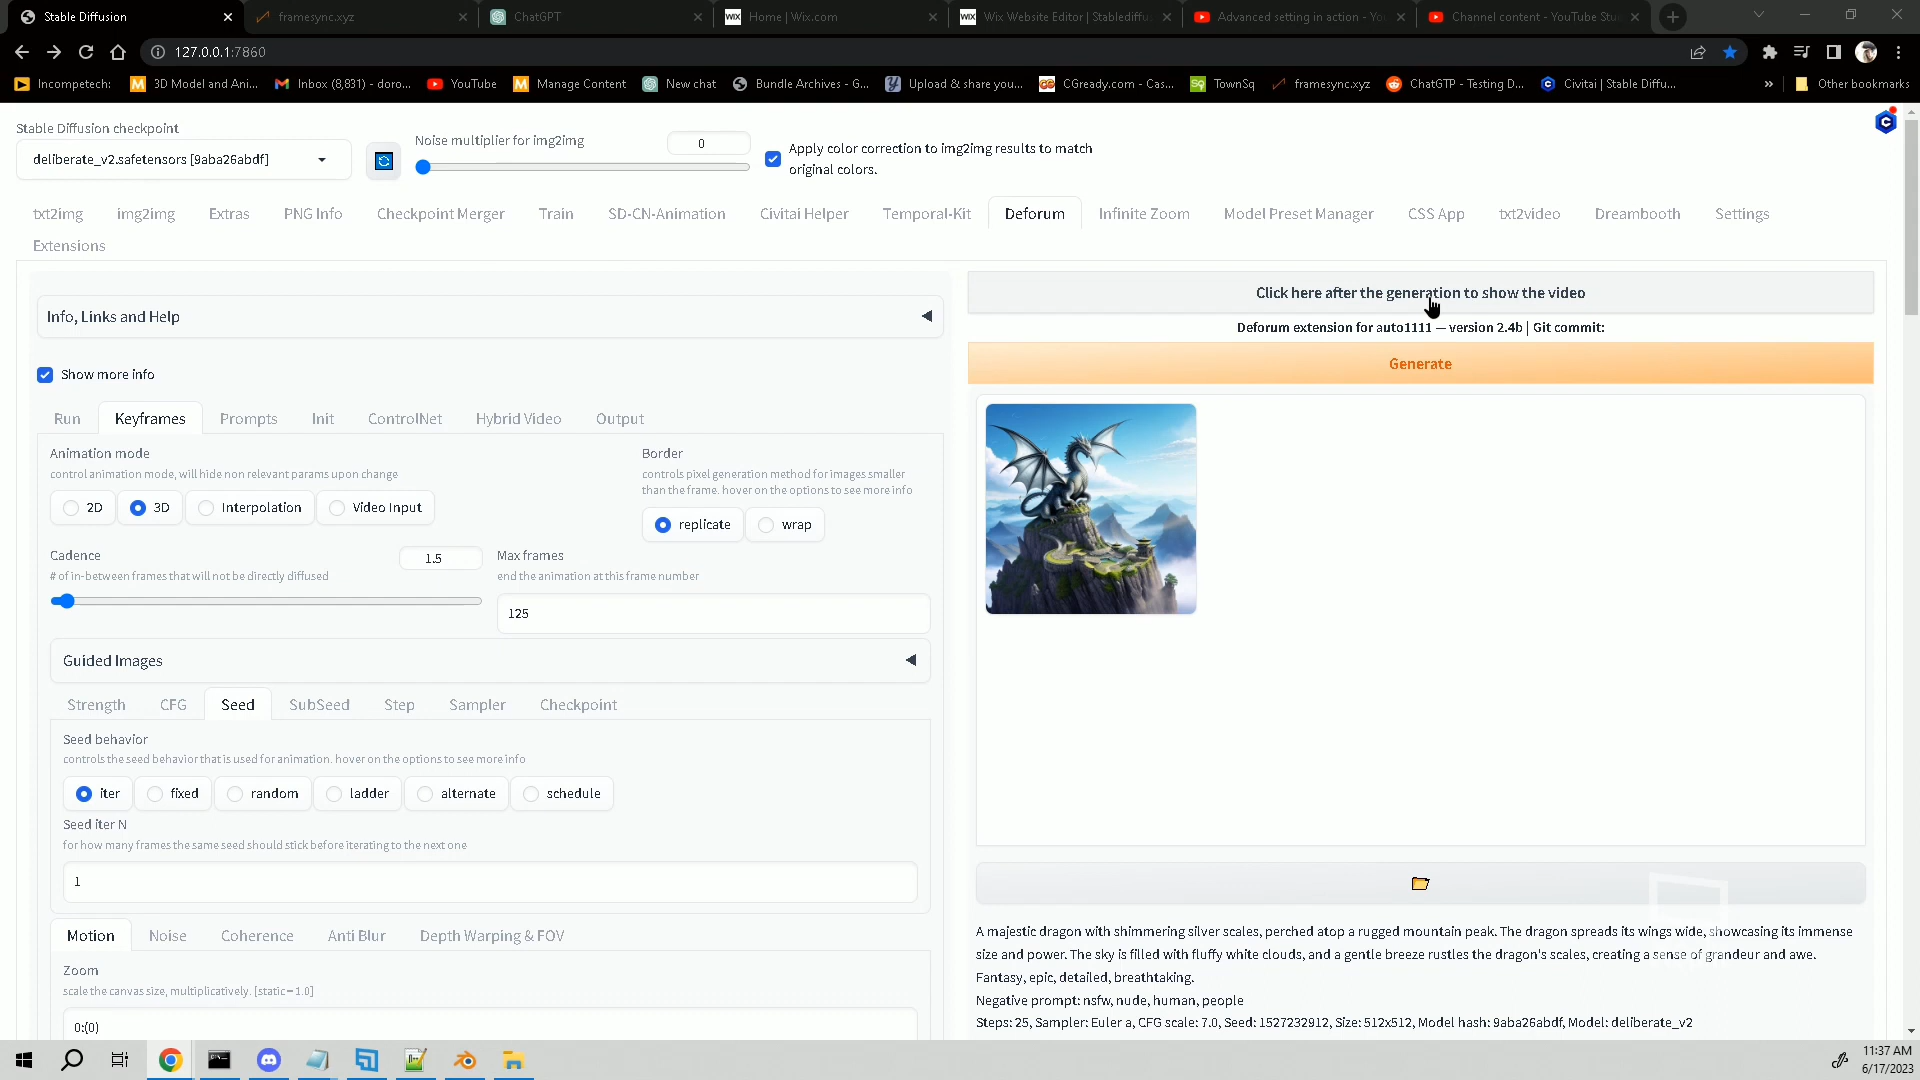 Stable Diffusion
framesync.xyz
ChatGPT
Home | Wix.com
Wix Website Editor | Stablediffus
Advanced setting in action - You
Channel content - YouTube Stu
127.0.0.1:7860
Incompetech:
3D Model and Ani...
Inbox (8,831) - doro...
YouTube
Manage Content
New chat
Bundle Archives - G...
Upload & share you...
CGready.com - Cas...
TownSq
framesync.xyz
ChatGTP - Testing D...
Civitai | Stable Diffu...
»
Other bookmarks
Stable Diffusion checkpoint
deliberate_v2.safetensors [9aba26abdf]
Noise multiplier for img2img
0
Apply color correction to img2img results to match
original colors.
txt2img
img2img
Extras
PNG Info
Checkpoint Merger
Train
SD-CN-Animation
Civitai Helper
Temporal-Kit
Deforum
Infinite Zoom
Model Preset Manager
CSS App
txt2video
Dreambooth
Settings
Extensions
Info, Links and Help
Show more info
Run
Keyframes
Prompts
Init
ControlNet
Hybrid Video
Output
Animation mode
control animation mode, will hide non relevant params upon change
2D
3D
Interpolation
Video Input
Border
controls pixel generation method for images smaller
than the frame. hover on the options to see more info
replicate
wrap
Cadence
1.5
# of in-between frames that will not be directly diffused
Max frames
end the animation at this frame number
125
Guided Images
Strength
CFG
Seed
SubSeed
Step
Sampler
Checkpoint
Seed behavior
controls the seed behavior that is used for animation. hover on the options to see more info
iter
fixed
random
ladder
alternate
schedule
Seed iter N
for how many frames the same seed should stick before iterating to the next one
1
Motion
Noise
Coherence
Anti Blur
Depth Warping & FOV
Zoom
scale the canvas size, multiplicatively. [static = 1.0]
0:(0)
Click here after the generation to show the video
Deforum extension for auto1111 — version 2.4b | Git commit:
Generate
A majestic dragon with shimmering silver scales, perched atop a rugged mountain peak. The dragon spreads its wings wide, showcasing its immense
size and power. The sky is filled with fluffy white clouds, and a gentle breeze rustles the dragon's scales, creating a sense of grandeur and awe.
Fantasy, epic, detailed, breathtaking.
Negative prompt: nsfw, nude, human, people
Steps: 25, Sampler: Euler a, CFG scale: 7.0, Seed: 1527232912, Size: 512x512, Model hash: 9aba26abdf, Model: deliberate_v2
11:37 AM
6/17/2023